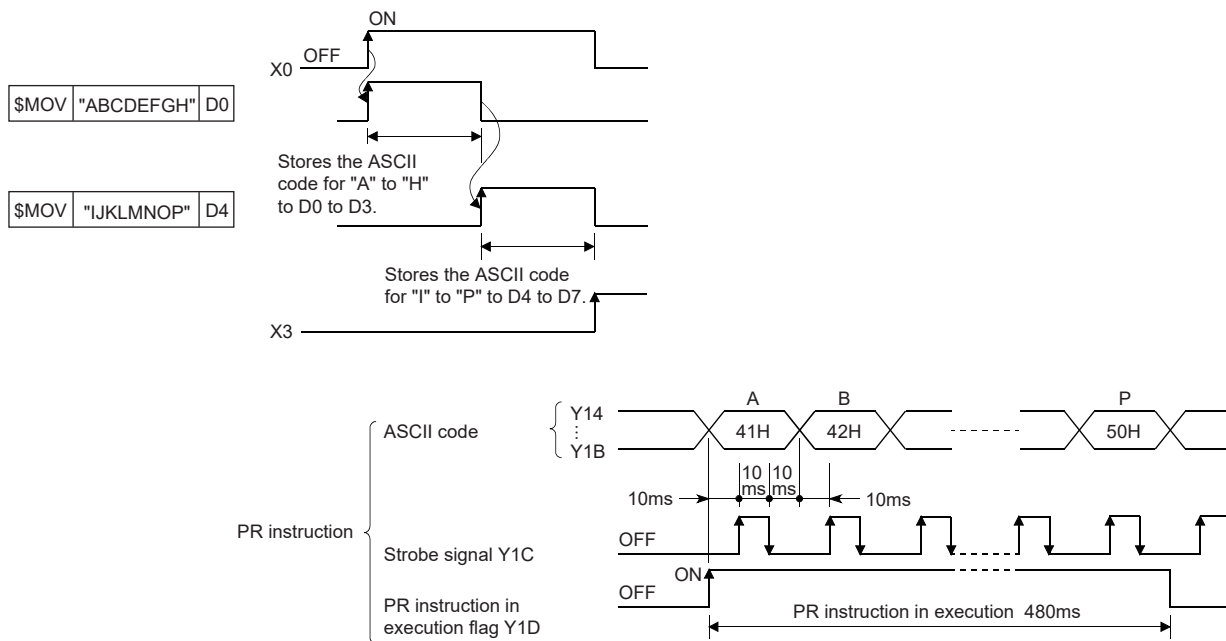 ON
OFF
X0
$MOV "ABCDEFGH" D0
Stores the ASCII
code for "A" to "H"
to D0 to D3.
$MOV "IJKLMNOP" D4
Stores the ASCII code
for "I" to "P" to D4 to D7.
X3
A B P
Y14
ASCII code
41H 42H 50H
Y1B
10 10
ms ms
10ms 10ms
PR instruction
OFF
Strobe signal Y1C
ON
OFF
PR instruction in execution 480ms
PR instruction in
execution flag Y1D